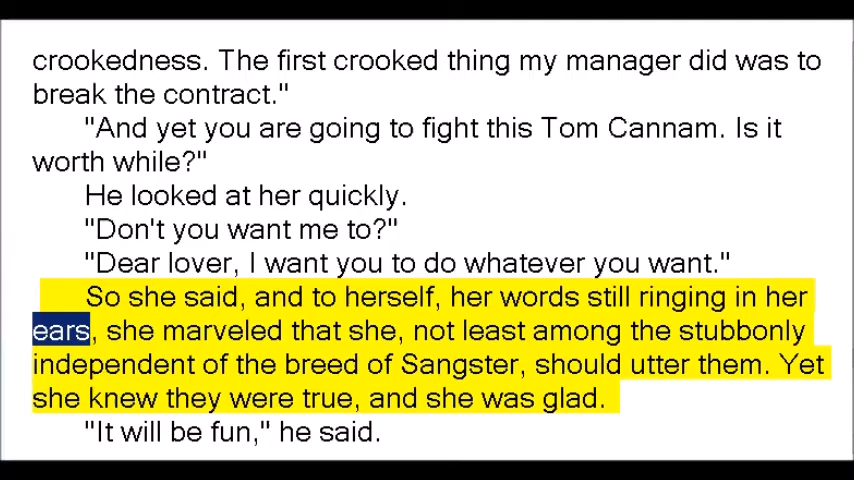 crookedness. The first crooked thing my manager did was to
break the contract."
"And yet you are going to fight this Tom Cannam. Is it
worth while?"
He looked at her quickly.
"Don't you want me to?"
"Dear lover, I want you to do whatever you want."
So she said, and to herself, her words still ringing in her
ears, she marveled that she, not least among the stubbonly
independent of the breed of Sangster, should utter them. Yet
she knew they were true, and she was glad.
"It will be fun," he said.